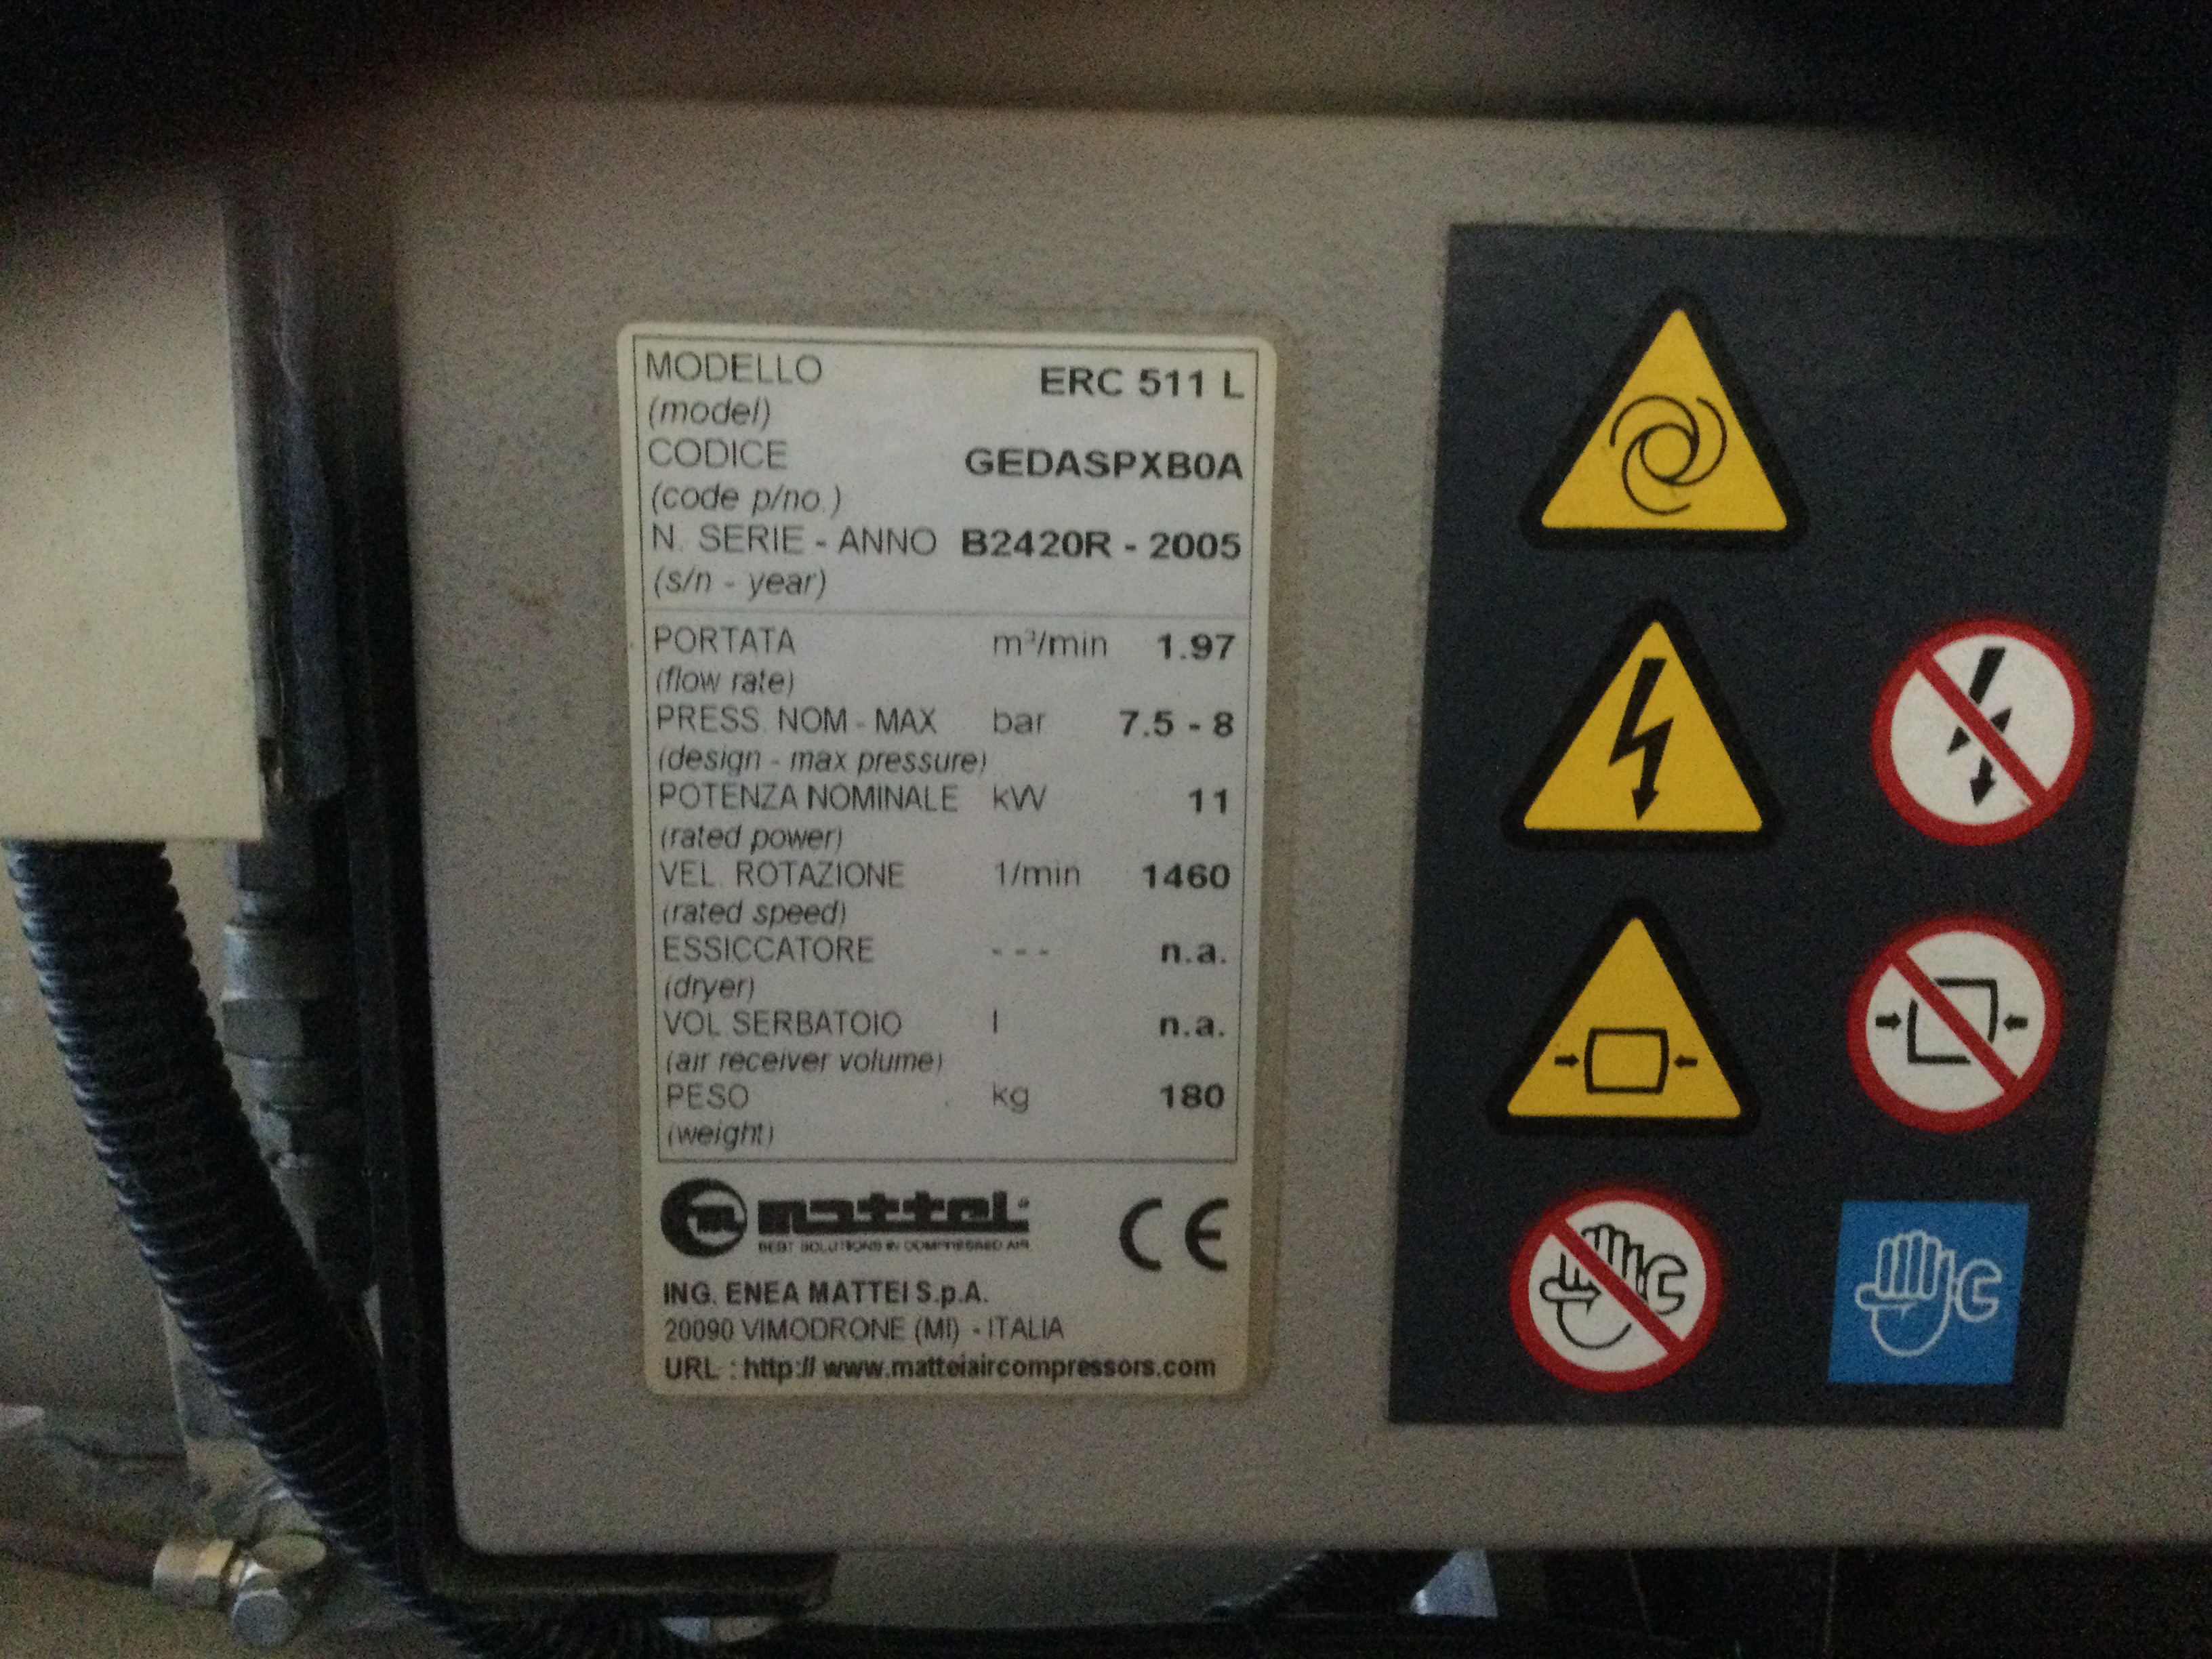 MODELLO ERC 511 L
(model)
CODICE GEDASPXB0A
(code p/no.)
N. SERIE - ANNO B2420R - 2005
(s/n - year)
PORTATA m³/min 1.97
(flow rate)
PRESS. NOM - MAX bar 7.5 - 8
(design - max pressure)
POTENZA NOMINALE kW 11
(rated power)
VEL. ROTAZIONE 1/min 1460
(rated speed)
ESSICCATORE - - - n.a.
(dryer)
VOL SERBATOIO l n.a.
(air receiver volume)
PESO kg 180
(weight)
m mattei® CE
BEST SOLUTIONS IN COMPRESSED AIR
ING. ENEA MATTEI S.p.A.
20090 VIMODRONE (MI) - ITALIA
URL : http:// www.matteiaircompressors.com